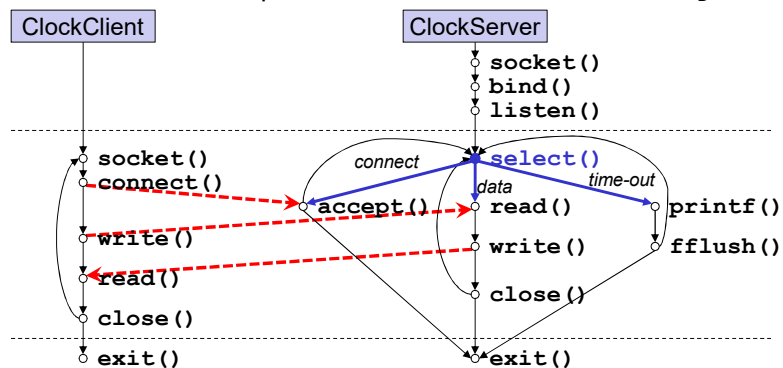 ClockClient ClockServer
socket()
bind()
listen()
socket() connect select()
connect() data time-out
accept() read() printf()
write() write() fflush()
read()
close() close()
exit() exit()